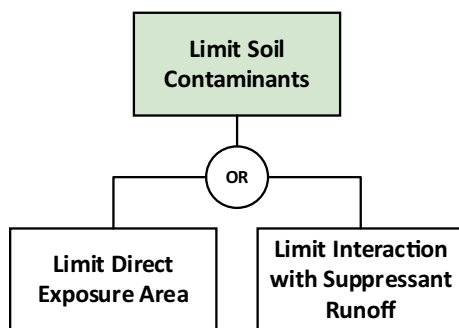 Limit Soil
Contaminants
OR
Limit Direct
Exposure Area
Limit Interaction
with Suppressant
Runoff